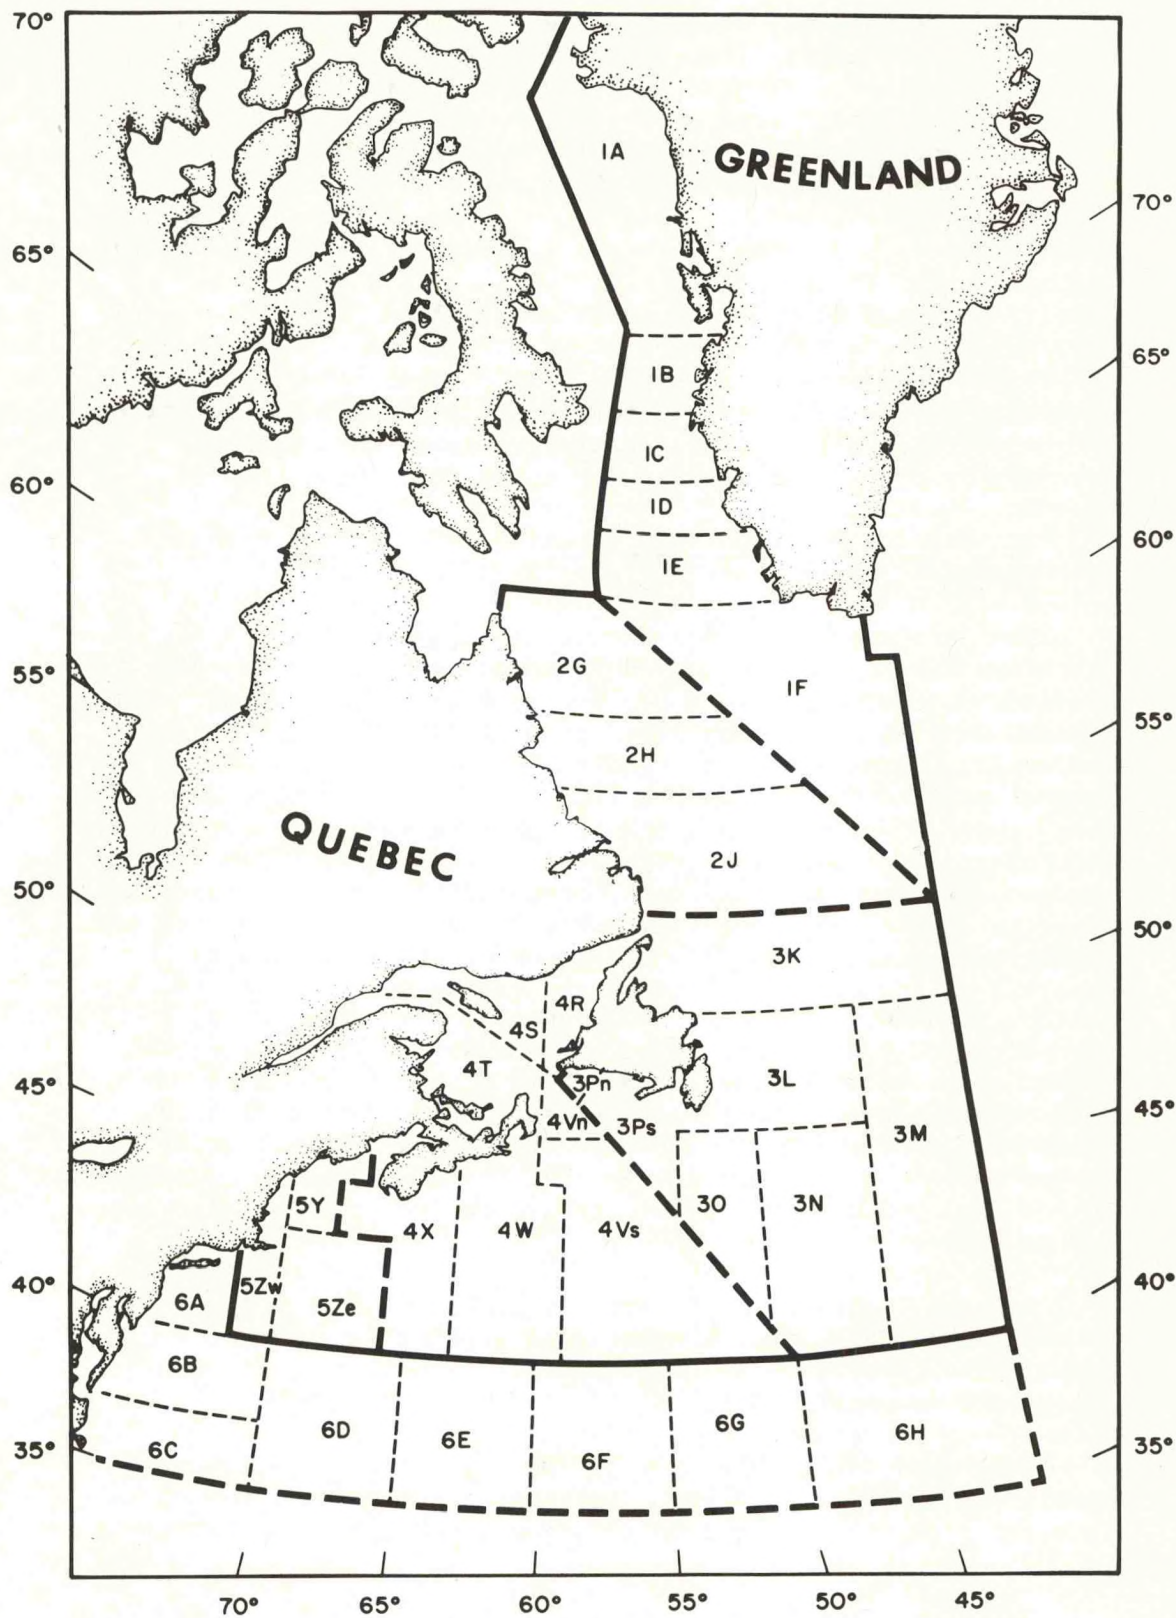 70°
1A
GREENLAND
70°
65°
1B
65°
1C
60°
1D
60°
1E
2G
55°
1F
55°
2H
QUEBEC
2J
50°
50°
3K
4R
4S
4T
3Pn
3L
45°
45°
4Vn
3Ps
3M
5Y
3O
3N
4X
4W
4Vs
40°
5Zw
40°
6A
5Ze
6B
6D
6E
6G
6H
35°
6C
6F
35°
70°
65°
60°
55°
50°
45°